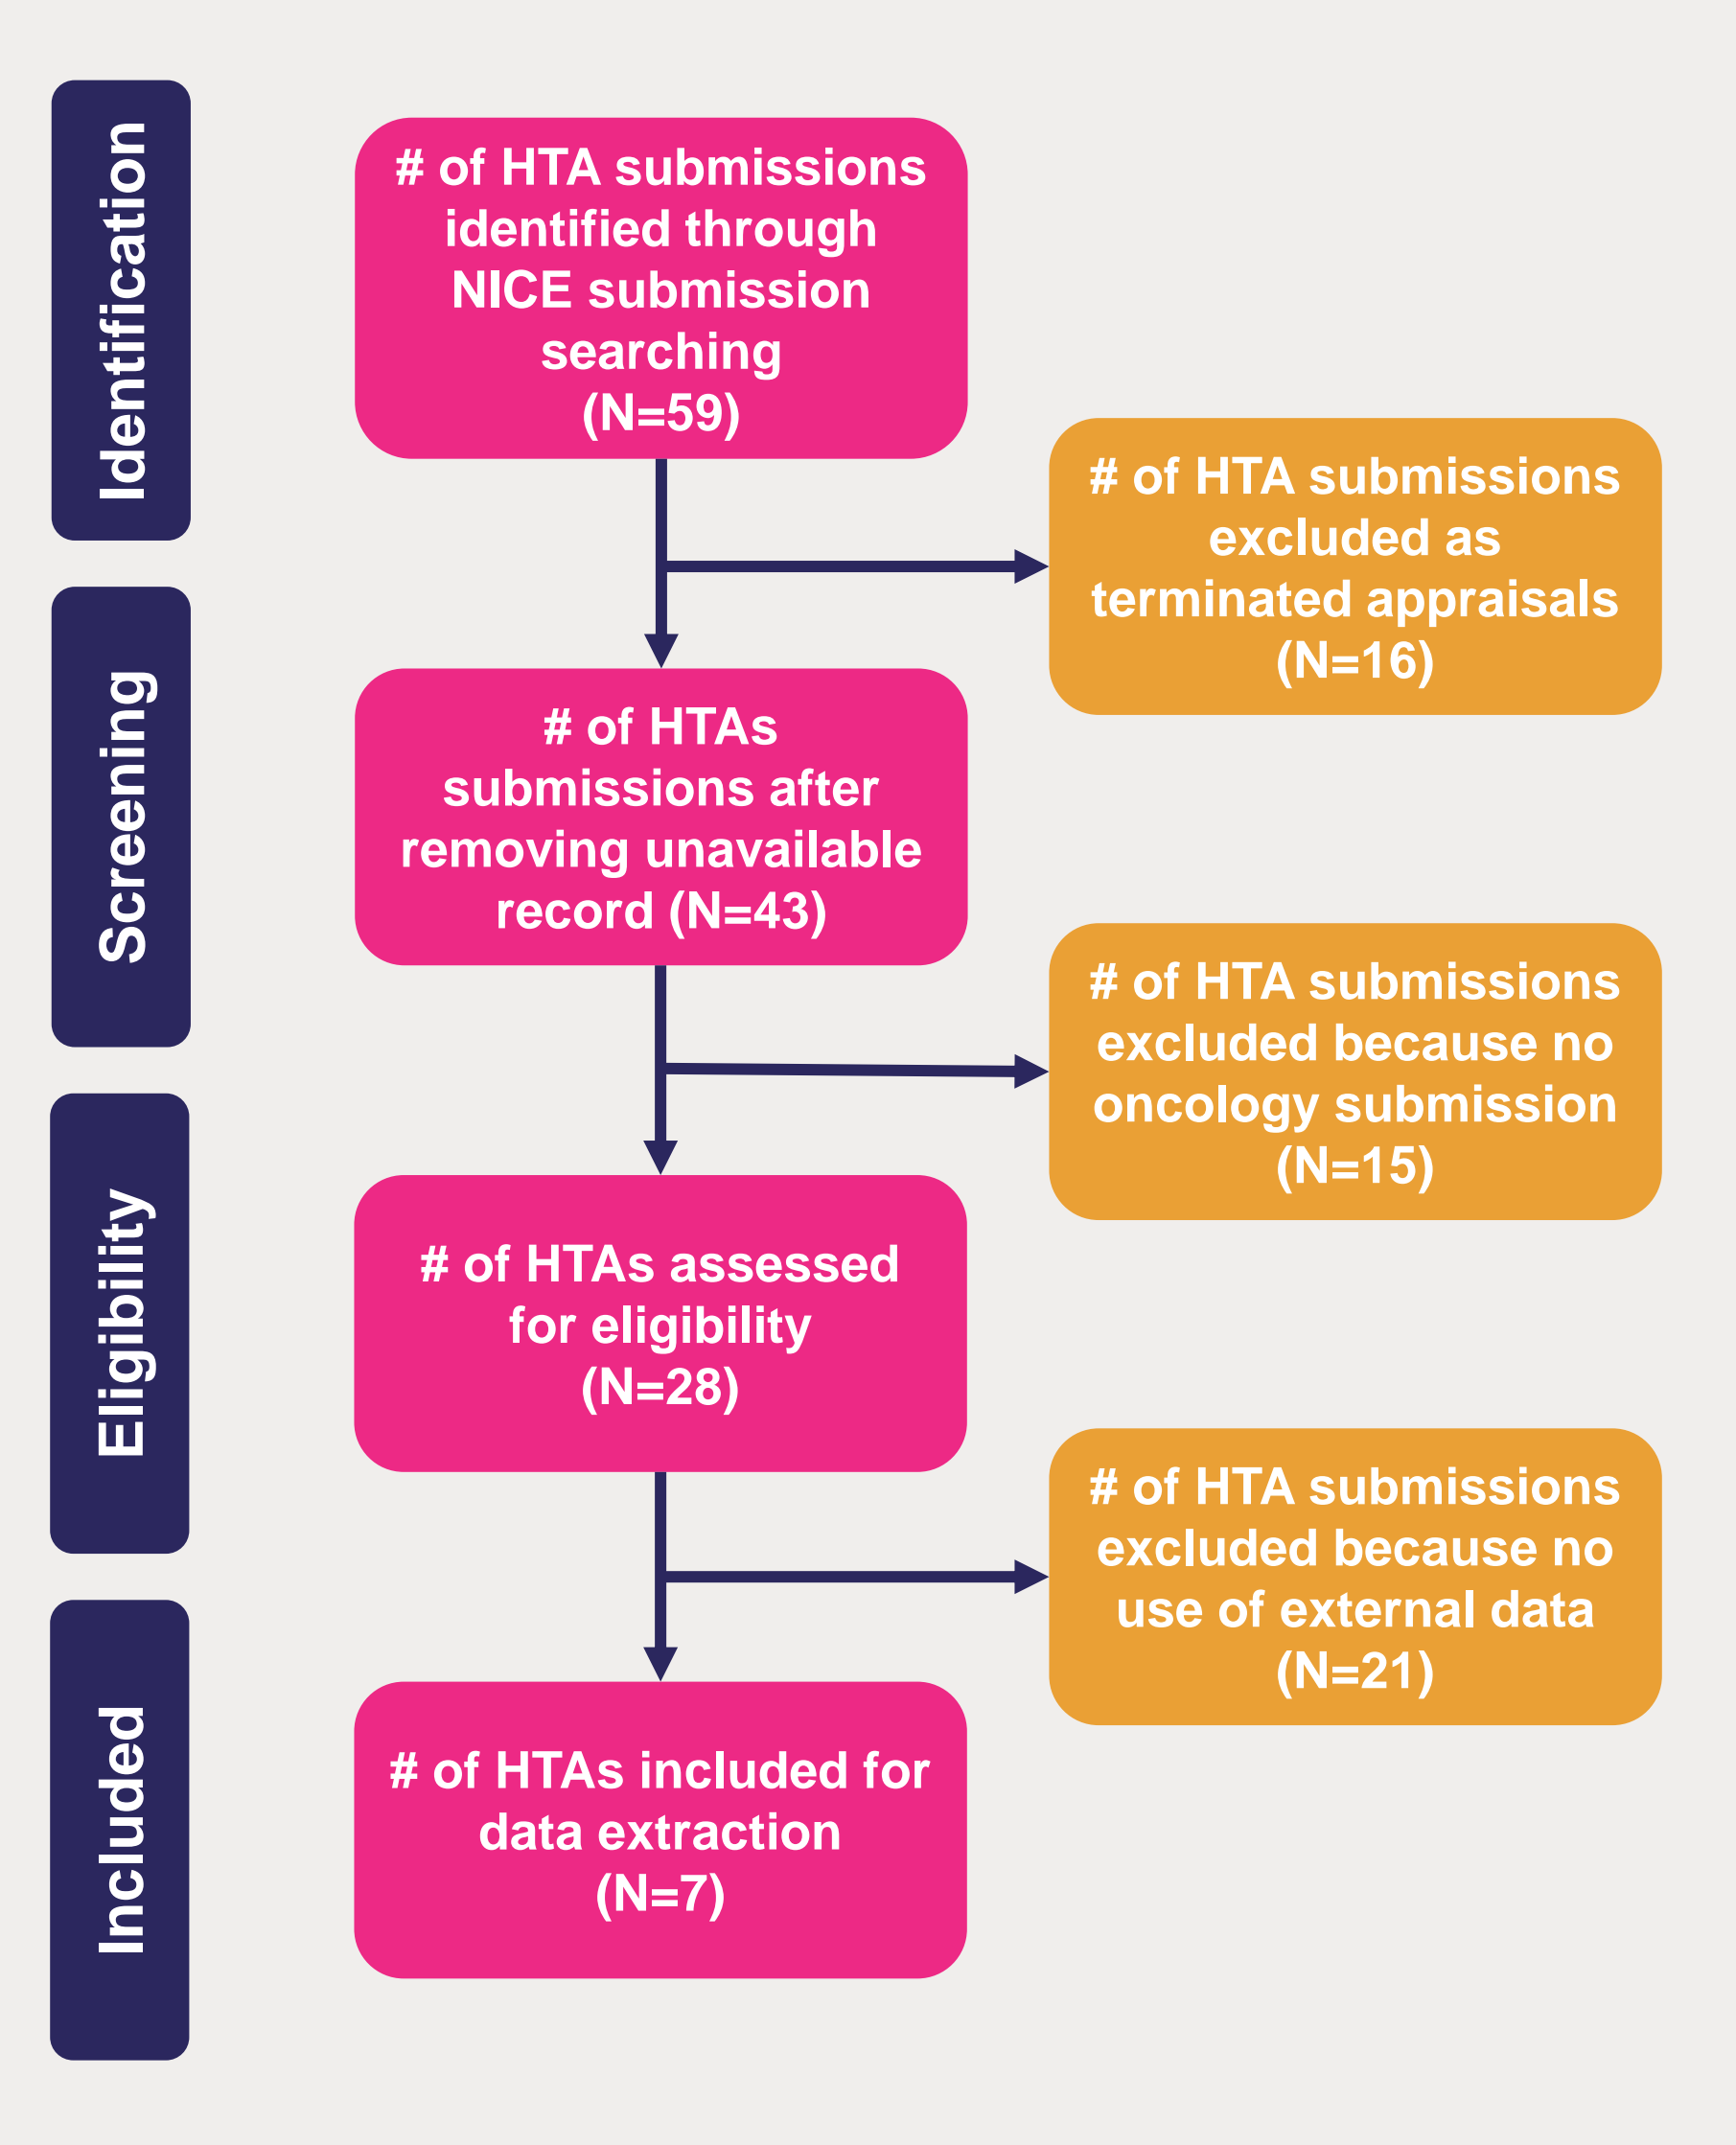 Identification
# of HTA submissions
identified through
NICE submission
searching
(N=59)
# of HTA submissions
excluded as
terminated appraisals
(N=16)
Screening
# of HTAs
submissions after
removing unavailable
record (N=43)
# of HTA submissions
excluded because no
oncology submission
(N=15)
Eligibility
# of HTAs assessed
for eligibility
(N=28)
# of HTA submissions
excluded because no
use of external data
(N=21)
Included
# of HTAs included for
data extraction
(N=7)